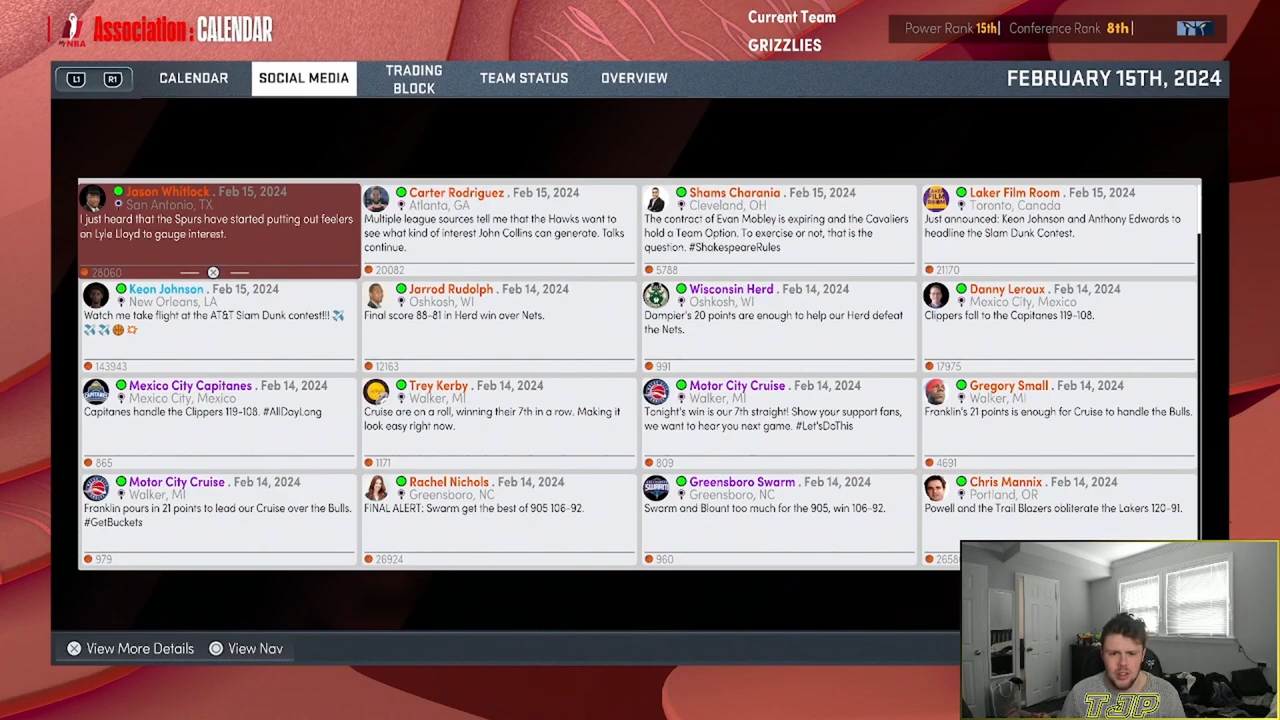 Current Team
GRIZZLIES
Power Rank 15th| Conference Rank 8th|
MyNBA
Association: CALENDAR
L1 R1
CALENDAR
SOCIAL MEDIA
TRADING
BLOCK
TEAM STATUS
OVERVIEW
FEBRUARY 15TH, 2024
Jason Whitlock . Feb 15, 2024
San Antonio, TX
I just heard that the Spurs have started putting out feelers
on Lyle Lloyd to gauge interest.
28060
Carter Rodriguez . Feb 15, 2024
Atlanta, GA
Multiple league sources tell me that the Hawks want to
see what kind of interest John Collins can generate. Talks
continue.
20082
Shams Charania . Feb 15, 2024
Cleveland, OH
The contract of Evan Mobley is expiring and the Cavaliers
hold a Team Option. To exercise or not, that is the
question. #ShakespeareRules
5788
Laker Film Room . Feb 15, 2024
Toronto, Canada
Just announced: Keon Johnson and Anthony Edwards to
headline the Slam Dunk Contest.
21170
Keon Johnson . Feb 15, 2024
New Orleans, LA
Watch me take flight at the AT&T Slam Dunk contest!!! ✈️
✈️ ✈️ 🏀 💥
143943
Jarrod Rudolph . Feb 14, 2024
Oshkosh, WI
Final score 88-81 in Herd win over Nets.
12163
Wisconsin Herd . Feb 14, 2024
Oshkosh, WI
Dampier's 20 points are enough to help our Herd defeat
the Nets.
991
Danny Leroux . Feb 14, 2024
Mexico City, Mexico
Clippers fall to the Capitanes 119-108.
17975
Mexico City Capitanes . Feb 14, 2024
Mexico City, Mexico
Capitanes handle the Clippers 119-108. #AllDayLong
865
Trey Kerby . Feb 14, 2024
Walker, MI
Cruise are on a roll, winning their 7th in a row. Making it
look easy right now.
1171
Motor City Cruise . Feb 14, 2024
Walker, MI
Tonight's win is our 7th straight! Show your support fans,
we want to hear you next game. #Let'sDoThis
809
Gregory Small . Feb 14, 2024
Walker, MI
Franklin's 21 points is enough for Cruise to handle the Bulls.
4691
Motor City Cruise . Feb 14, 2024
Walker, MI
Franklin pours in 21 points to lead our Cruise over the Bulls.
#GetBuckets
979
Rachel Nichols . Feb 14, 2024
Greensboro, NC
FINAL ALERT: Swarm get the best of 905 106-92.
26924
Greensboro Swarm . Feb 14, 2024
Greensboro, NC
Swarm and Blount too much for the 905, win 106-92.
960
Chris Mannix . Feb 14, 2024
Portland, OR
Powell and the Trail Blazers obliterate the Lakers 120-91.
View More Details
View Nav
TJP